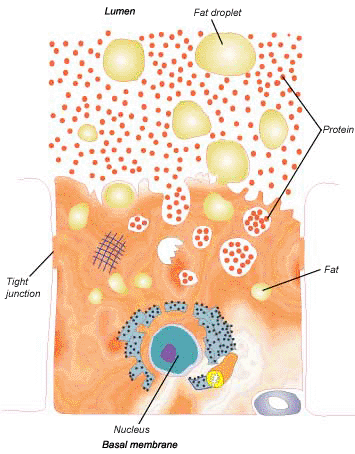 Lumen
Fat droplet
Protein
Tight
junction
Fat
Nucleus
Basal membrane